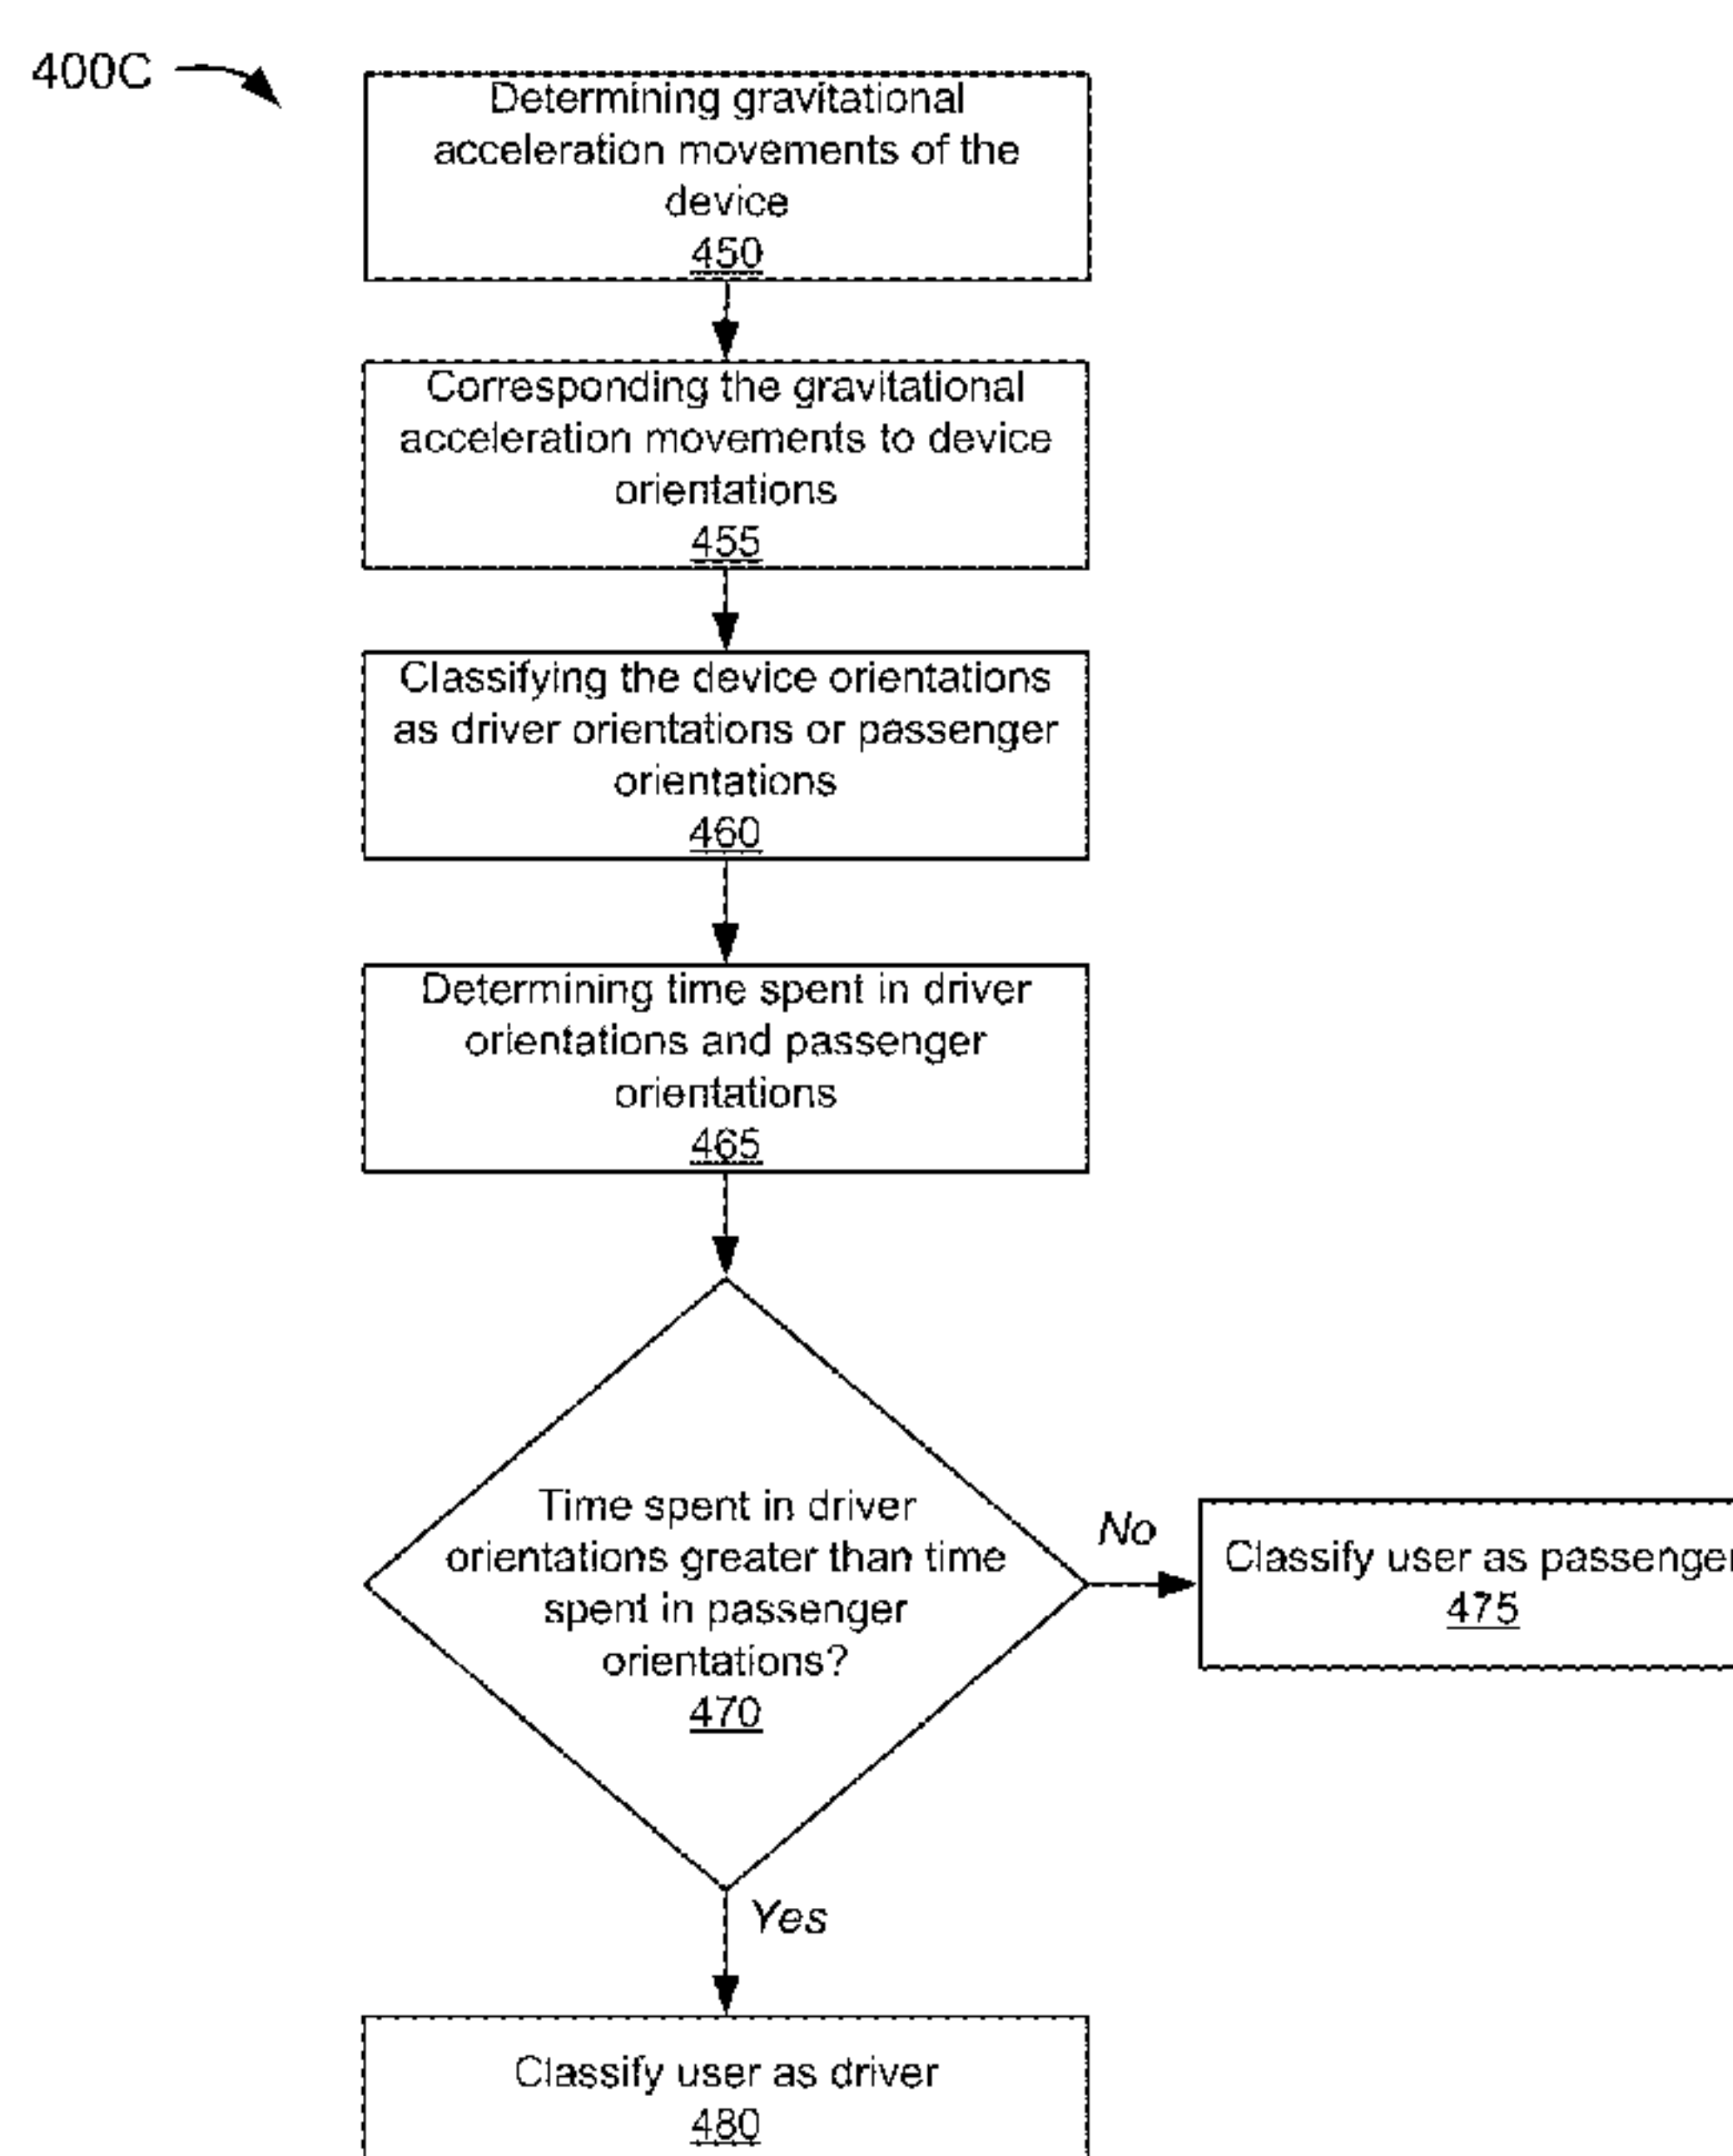 400C
Determining gravitational
acceleration movements of the
device
450
Corresponding the gravitational
acceleration movements to device
orientations
455
Classifying the device orientations
as driver orientations or passenger
orientations
460
Determining time spent in driver
orientations and passenger
orientations
465
Time spent in driver
orientations greater than time
spent in passenger
orientations?
470
No
Classify user as passenger
475
Yes
Classify user as driver
480